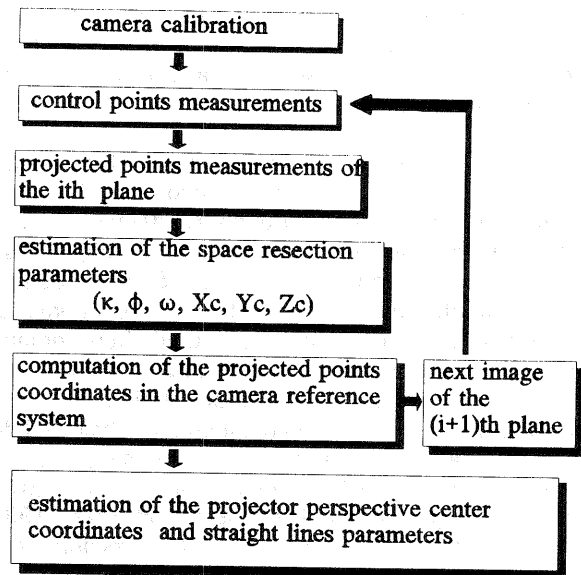 camera calibration
control points measurements
projected points measurements of
the ith plane
estimation of the space resection
parameters
(κ, φ, ω, Xc, Yc, Zc)
computation of the projected points
coordinates in the camera reference
system
next image
of the
(i+1)th plane
estimation of the projector perspective center
coordinates and straight lines parameters